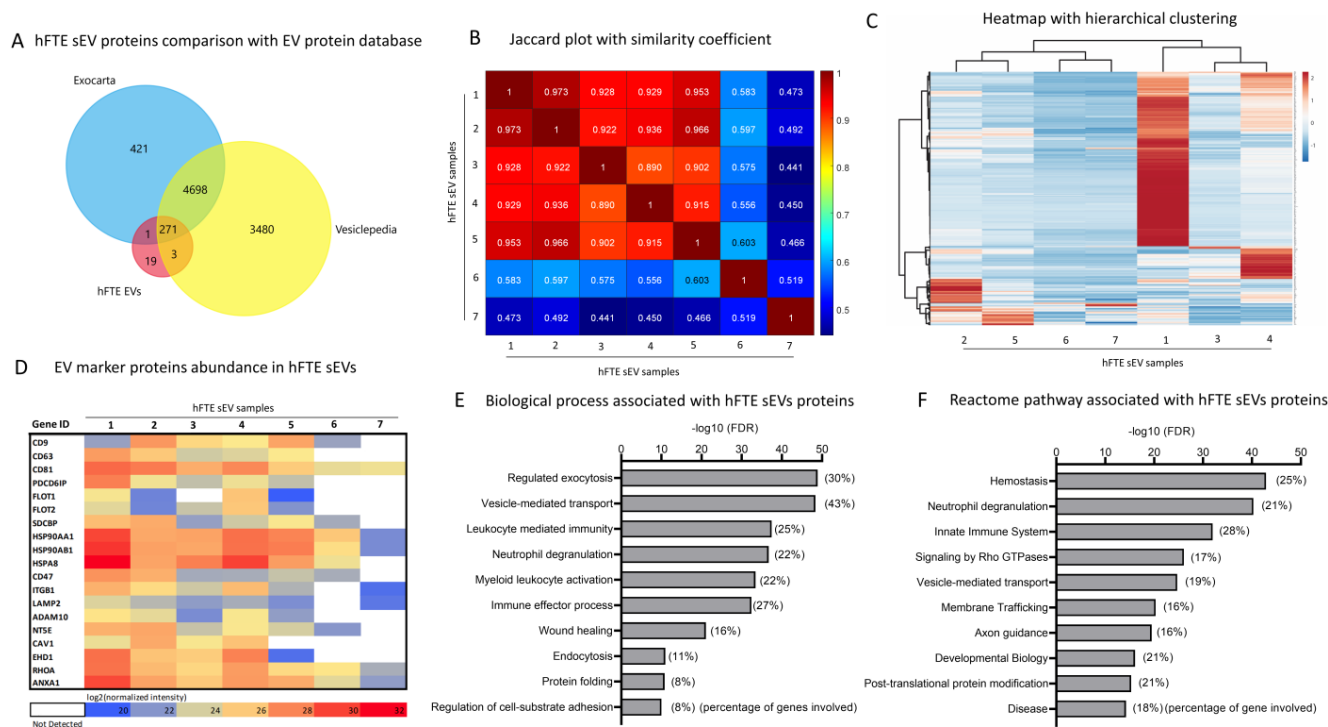 A hFTE sEV proteins comparison with EV protein database
Exocarta
421
4698
3480
Vesiclepedia
1
271
19
3
hFTE EVs
B Jaccard plot with similarity coefficient
1 1 0.973 0.928 0.929 0.953 0.583 0.473
2 0.973 1 0.922 0.936 0.966 0.597 0.492
3 0.928 0.922 1 0.890 0.902 0.575 0.441
4 0.929 0.936 0.890 1 0.915 0.556 0.450
5 0.953 0.966 0.902 0.915 1 0.603 0.466
6 0.583 0.597 0.575 0.556 0.603 1 0.519
7 0.473 0.492 0.441 0.450 0.466 0.519 1
1 2 3 4 5 6 7
hFTE sEV samples
hFTE sEV samples
1
0.9
0.8
0.7
0.6
0.5
C Heatmap with hierarchical clustering
2
1
0
-1
2 5 6 7 1 3 4
hFTE sEV samples
D EV marker proteins abundance in hFTE sEVs
hFTE sEV samples
Gene ID 1 2 3 4 5 6 7
CD9
CD63
CD81
PDCD6IP
FLOT1
FLOT2
SDCBP
HSP90AA1
HSP90AB1
HSPA8
CD47
ITGB1
LAMP2
ADAM10
NT5E
CAV1
EHD1
RHOA
ANXA1
log2(normalized intensity)
20 22 24 26 28 30 32
Not Detected
E Biological process associated with hFTE sEVs proteins
-log10 (FDR)
0 10 20 30 40 50
Regulated exocytosis (30%)
Vesicle-mediated transport (43%)
Leukocyte mediated immunity (25%)
Neutrophil degranulation (22%)
Myeloid leukocyte activation (22%)
Immune effector process (27%)
Wound healing (16%)
Endocytosis (11%)
Protein folding (8%)
Regulation of cell-substrate adhesion (8%) (percentage of genes involved)
F Reactome pathway associated with hFTE sEVs proteins
-log10 (FDR)
0 10 20 30 40 50
Hemostasis (25%)
Neutrophil degranulation (21%)
Innate Immune System (28%)
Signaling by Rho GTPases (17%)
Vesicle-mediated transport (19%)
Membrane Trafficking (16%)
Axon guidance (16%)
Developmental Biology (21%)
Post-translational protein modification (21%)
Disease (18%) (percentage of genes involved)